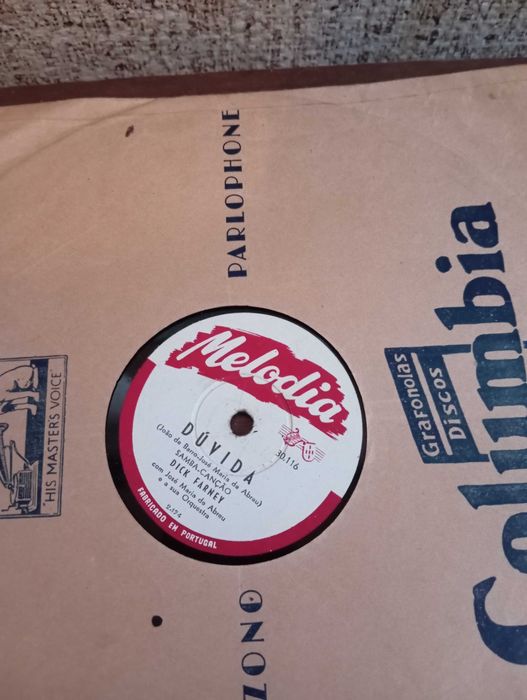 PARLOPHONE
Columbia
Grafonolas
Discos
"HIS MASTERS VOICE"
Melodia
30.116
DÚVIDA
(João de Barro-José Maria de Abreu)
SAMBA-CANÇÃO
DICK FARNEY
com José Maria de Abreu
e a sua Orquestra
FABRICADO EM PORTUGAL
ZONO